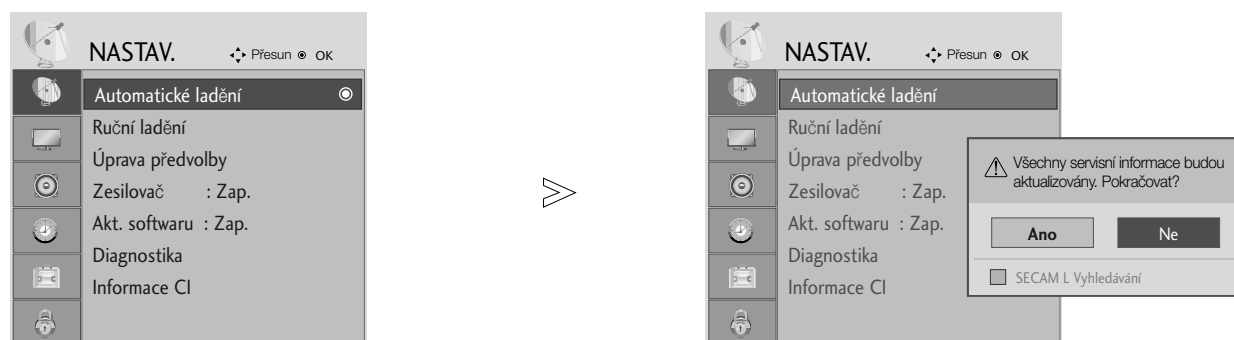 NASTAV. Přesun OK
Automatické ladění
Ruční ladění
Úprava předvolby
Zesilovač : Zap.
Akt. softwaru : Zap.
Diagnostika
Informace CI
NASTAV. Přesun OK
Automatické ladění
Ruční ladění
Úprava předvolby
Zesilovač : Zap.
Akt. softwaru : Zap.
Diagnostika
Informace CI
Všechny servisní informace budou
aktualizovány. Pokračovat?
Ano Ne
SECAM L Vyhledávání